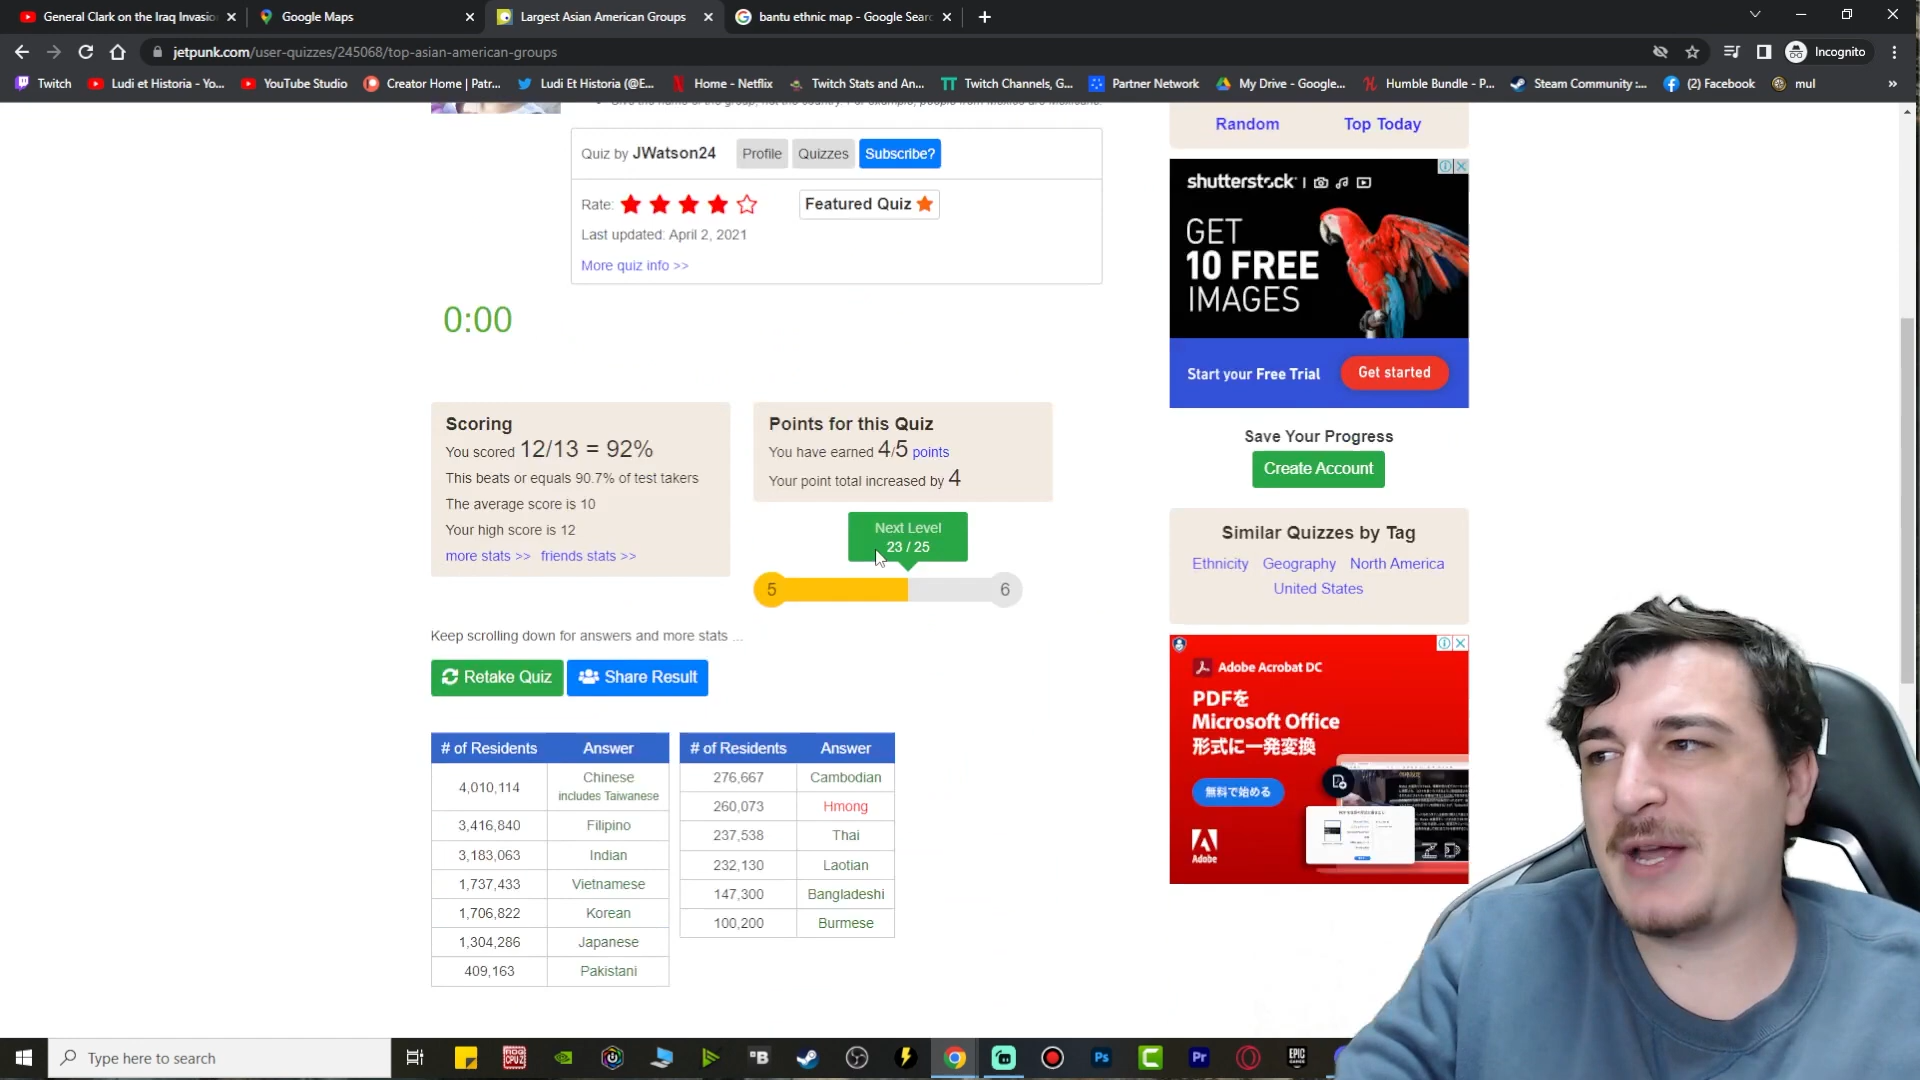 General Clark on the Iraq Invasio
Google Maps
Largest Asian American Groups
bantu ethnic map - Google Sear
jetpunk.com/user-quizzes/245068/top-asian-american-groups
Incognito
Twitch
Ludi et Historia - Yo...
YouTube Studio
Creator Home | Patr...
Ludi Et Historia (@E...
Home - Netflix
Twitch Stats and An...
Twitch Channels, G...
Partner Network
My Drive - Google...
Humble Bundle - P...
Steam Community :...
(2) Facebook
mul
»
Quiz by JWatson24
Profile
Quizzes
Subscribe?
Rate:
Featured Quiz
Last updated: April 2, 2021
More quiz info >>
0:00
Scoring
You scored 12/13 = 92%
This beats or equals 90.7% of test takers
The average score is 10
Your high score is 12
more stats >> friends stats >>
Points for this Quiz
You have earned 4/5 points
Your point total increased by 4
Next Level
23 / 25
5
6
Keep scrolling down for answers and more stats ...
Retake Quiz
Share Result
# of Residents Answer
4,010,114 Chinese
includes Taiwanese
3,416,840 Filipino
3,183,063 Indian
1,737,433 Vietnamese
1,706,822 Korean
1,304,286 Japanese
409,163 Pakistani
# of Residents Answer
276,667 Cambodian
260,073 Hmong
237,538 Thai
232,130 Laotian
147,300 Bangladeshi
100,200 Burmese
Random
Top Today
shutterstock
GET
10 FREE
IMAGES
Start your Free Trial
Get started
Save Your Progress
Create Account
Similar Quizzes by Tag
Ethnicity Geography North America
United States
Adobe Acrobat DC
PDFを
Microsoft Office
形式に一発変換
無料で始める
Adobe
Type here to search
CPU-Z
B
Ps
C
Pr
EPIC
GAMES